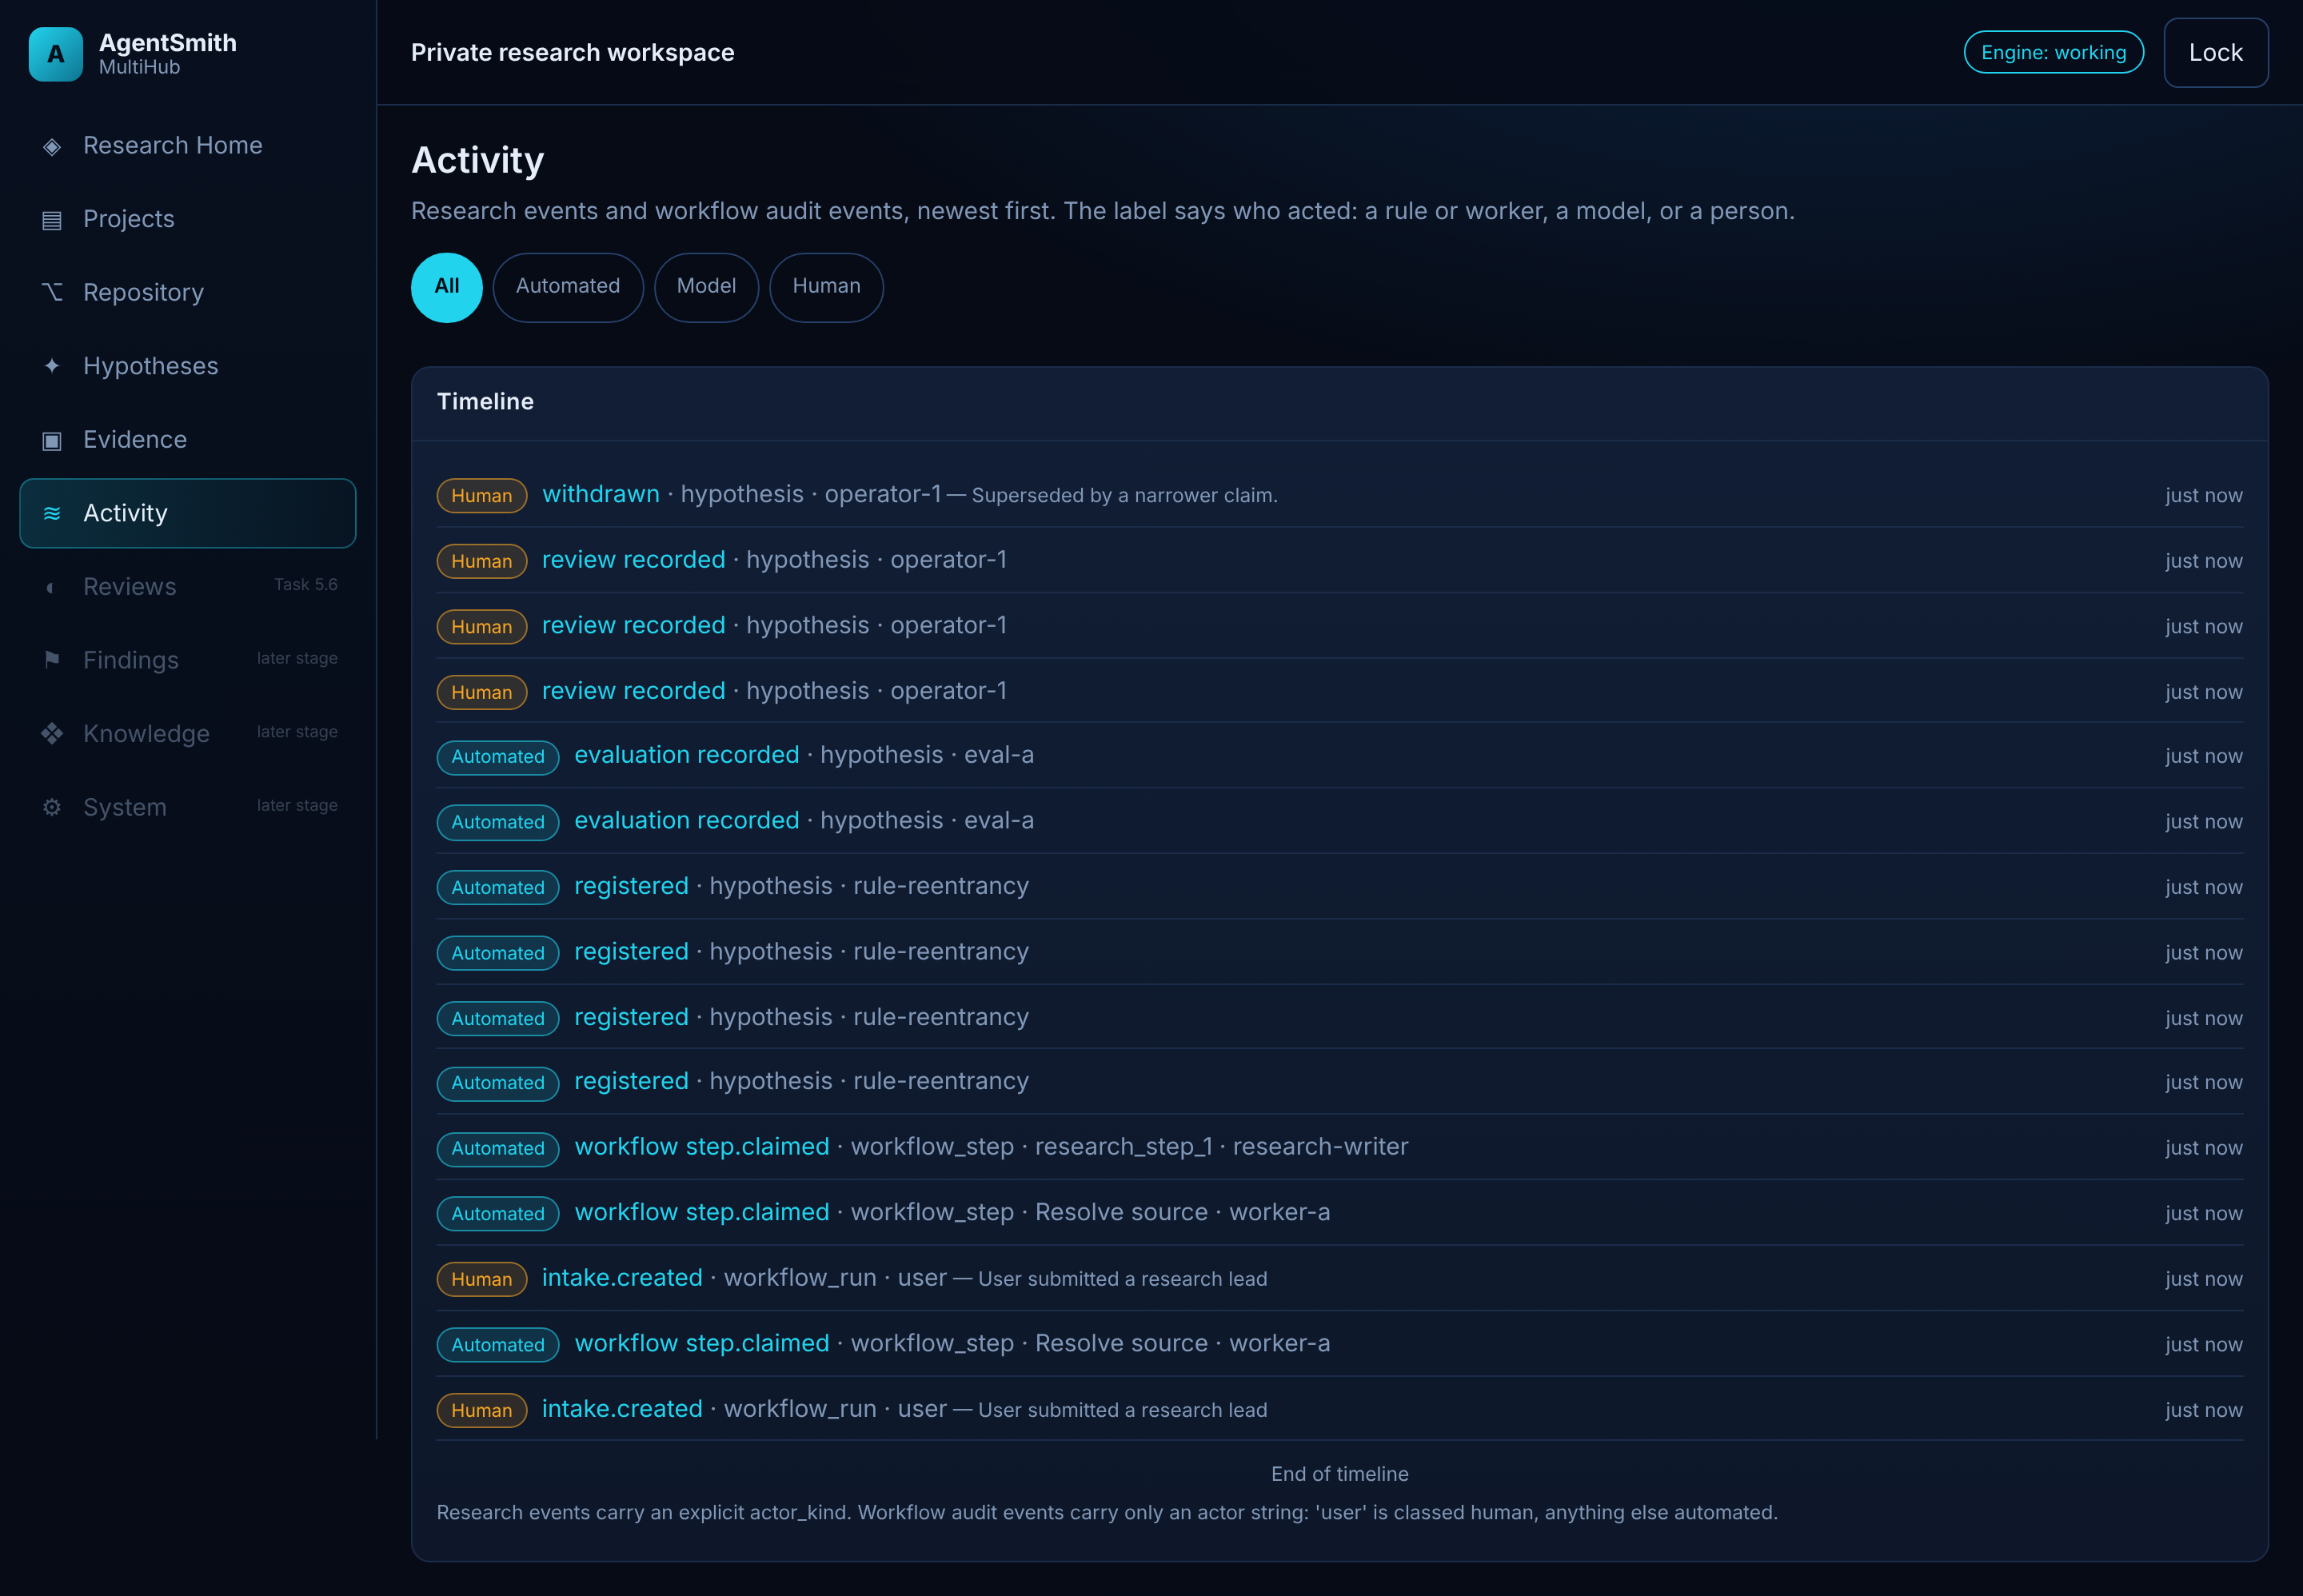 A
AgentSmith
MultiHub
Research Home
Projects
Repository
Hypotheses
Evidence
Activity
Reviews Task 5.6
Findings later stage
Knowledge later stage
System later stage
Private research workspace
Engine: working
Lock
Activity
Research events and workflow audit events, newest first. The label says who acted: a rule or worker, a model, or a person.
All Automated Model Human
Timeline
Human withdrawn · hypothesis · operator-1 — Superseded by a narrower claim. just now
Human review recorded · hypothesis · operator-1 just now
Human review recorded · hypothesis · operator-1 just now
Human review recorded · hypothesis · operator-1 just now
Automated evaluation recorded · hypothesis · eval-a just now
Automated evaluation recorded · hypothesis · eval-a just now
Automated registered · hypothesis · rule-reentrancy just now
Automated registered · hypothesis · rule-reentrancy just now
Automated registered · hypothesis · rule-reentrancy just now
Automated registered · hypothesis · rule-reentrancy just now
Automated workflow step.claimed · workflow_step · research_step_1 · research-writer just now
Automated workflow step.claimed · workflow_step · Resolve source · worker-a just now
Human intake.created · workflow_run · user — User submitted a research lead just now
Automated workflow step.claimed · workflow_step · Resolve source · worker-a just now
Human intake.created · workflow_run · user — User submitted a research lead just now
End of timeline
Research events carry an explicit actor_kind. Workflow audit events carry only an actor string: 'user' is classed human, anything else automated.